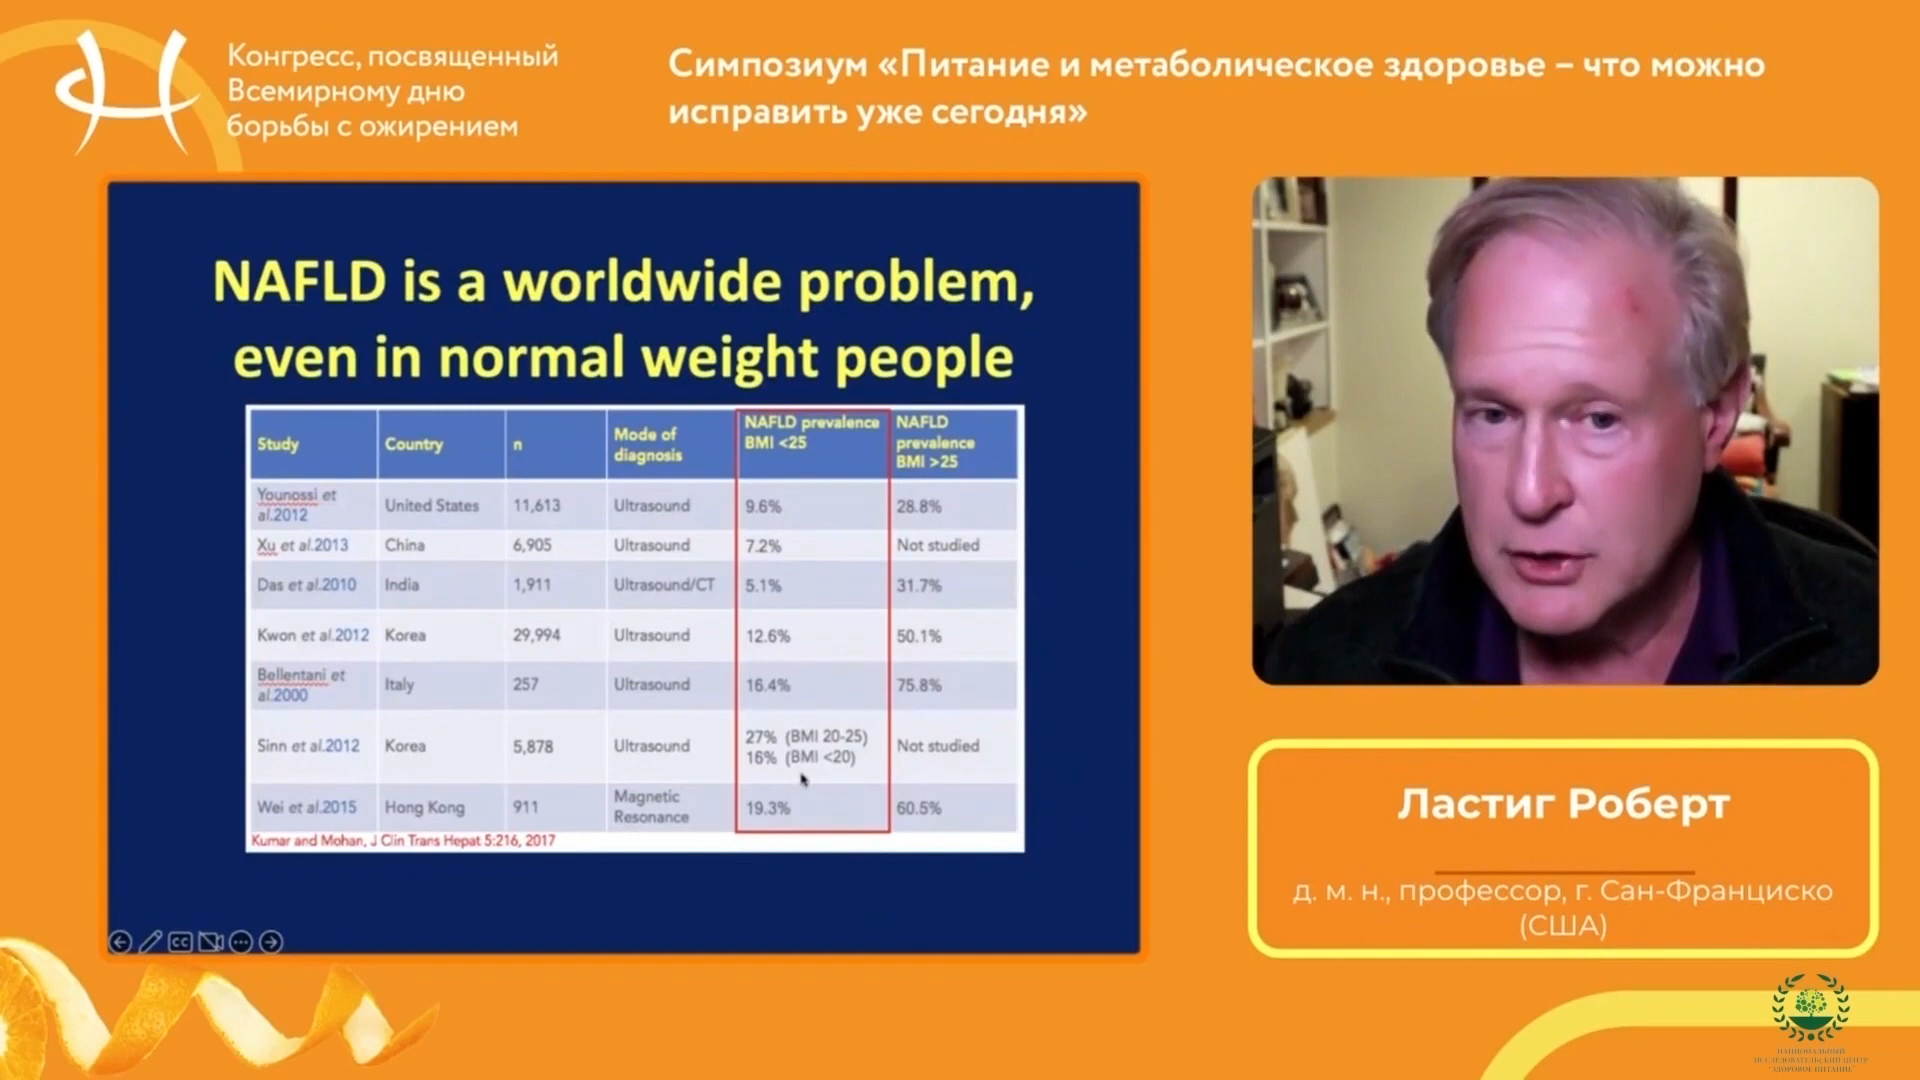 Конгресс, посвященный
Всемирному дню
борьбы с ожирением
Симпозиум «Питание и метаболическое здоровье – что можно
исправить уже сегодня»
NAFLD is a worldwide problem,
even in normal weight people
Study
Country
n
Mode of
diagnosis
NAFLD prevalence
BMI <25
NAFLD
prevalence
BMI >25
Younossi et
al.2012
United States
11,613
Ultrasound
9.6%
28.8%
Xu et al.2013
China
6,905
Ultrasound
7.2%
Not studied
Das et al.2010
India
1,911
Ultrasound/CT
5.1%
31.7%
Kwon et al.2012
Korea
29,994
Ultrasound
12.6%
50.1%
Bellentani et
al.2000
Italy
257
Ultrasound
16.4%
75.8%
Sinn et al.2012
Korea
5,878
Ultrasound
27% (BMI 20-25)
16% (BMI <20)
Not studied
Wei et al.2015
Hong Kong
911
Magnetic
Resonance
19.3%
60.5%
Kumar and Mohan, J Clin Trans Hepat 5:216, 2017
CC
Ластиг Роберт
д. м. н., профессор, г. Сан-Франциско
(США)
НАЦИОНАЛЬНЫЙ
ИССЛЕДОВАТЕЛЬСКИЙ ЦЕНТР
"ЗДОРОВОЕ ПИТАНИЕ"